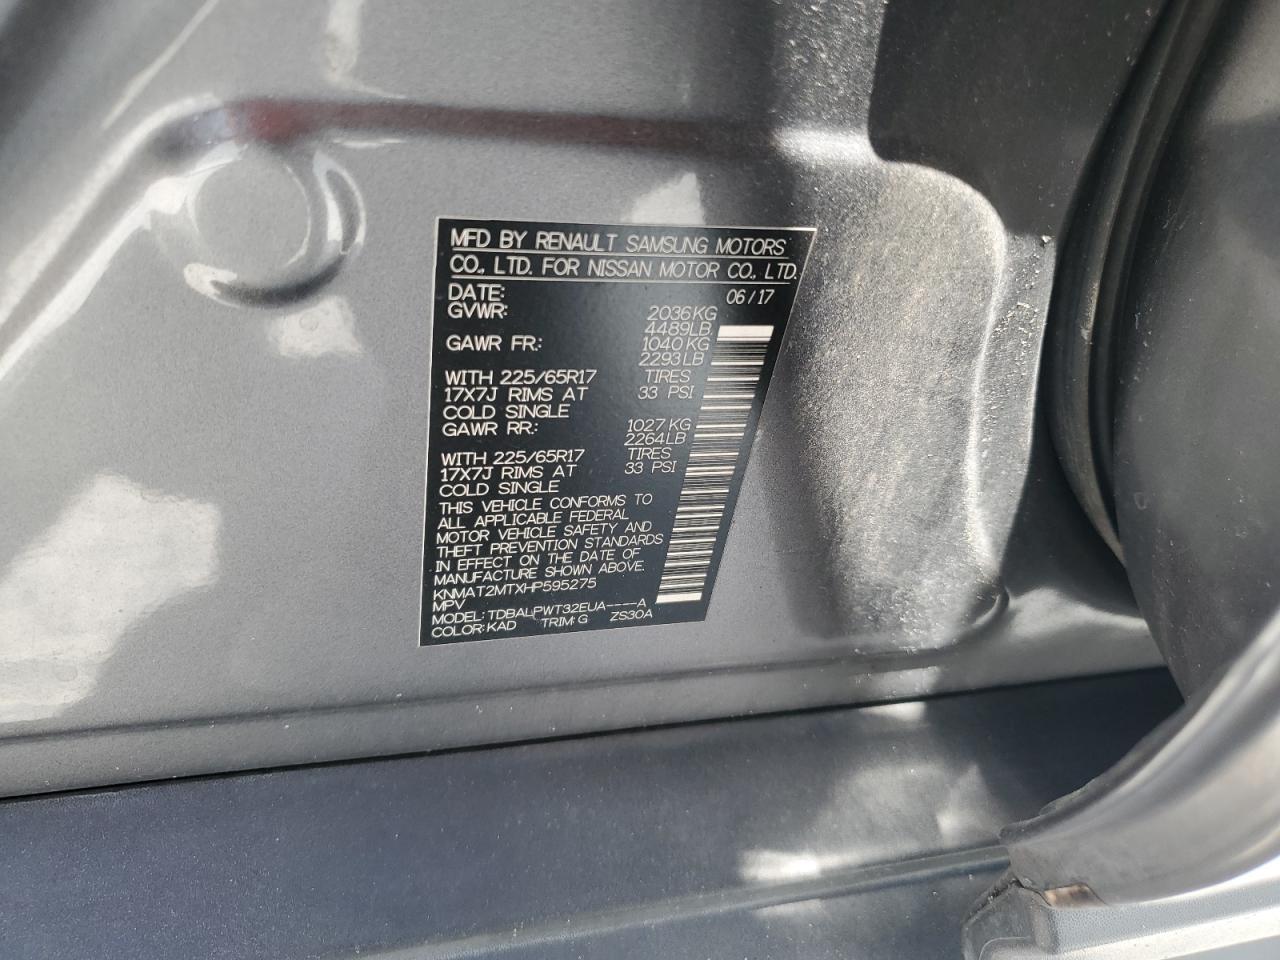 MFD BY RENAULT SAMSUNG MOTORS
CO., LTD. FOR NISSAN MOTOR CO., LTD.
DATE: 06/17
GVWR: 2036KG
4489LB.
GAWR FR.: 1040KG
2293LB
WITH 225/65R17 TIRES
17X7J RIMS AT 33 PSI
COLD SINGLE
GAWR RR.: 1027KG
2264LB
WITH 225/65R17 TIRES
17X7J RIMS AT 33 PSI
COLD SINGLE
THIS VEHICLE CONFORMS TO
ALL APPLICABLE FEDERAL
MOTOR VEHICLE SAFETY AND
THEFT PREVENTION STANDARDS
IN EFFECT ON THE DATE OF
MANUFACTURE SHOWN ABOVE.
KNMAT2MTXHP595275
MPV
MODEL: TDBALPWT32EUA----A
COLOR: KAD TRIM: G ZS30A